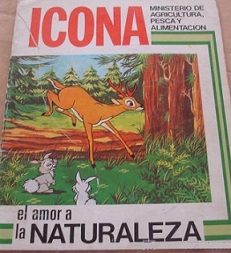 ICONA
MINISTERIO DE
AGRICULTURA,
PESCA Y
ALIMENTACION
el amor a
la NATURALEZA